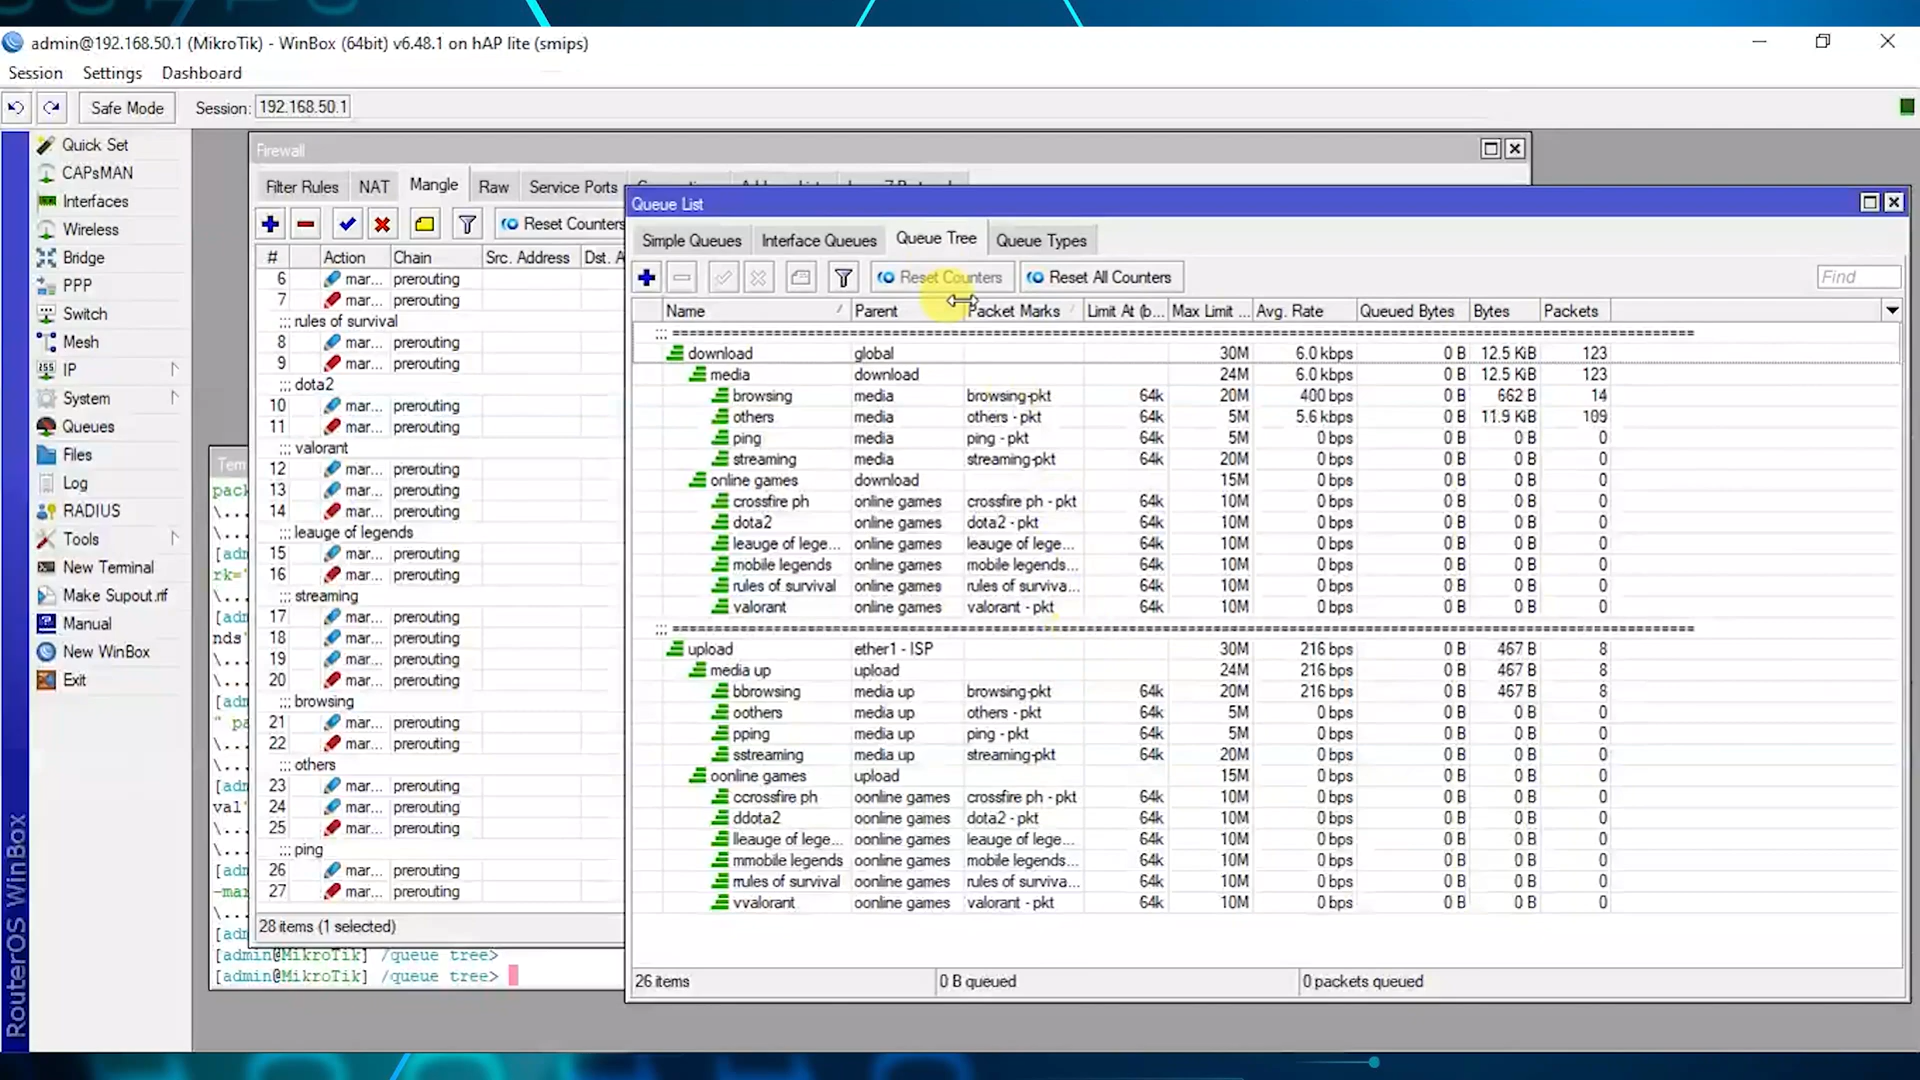 admin@192.168.50.1 (MikroTik) - WinBox (64bit) v6.48.1 on hAP lite (smips)
Session Settings Dashboard
Safe Mode Session: 192.168.50.1
Quick Set
CAPsMAN
Interfaces
Wireless
Bridge
PPP
Switch
Mesh
IP
System
Queues
Files
Log
RADIUS
Tools
New Terminal
Make Supout.rif
Manual
New WinBox
Exit
RouterOS WinBox
Firewall
Filter Rules NAT Mangle Raw Service Ports
Reset Counters
# Action Chain Src. Address Dst. A
6 mar... prerouting
7 mar... prerouting
;;; rules of survival
8 mar... prerouting
9 mar... prerouting
;;; dota2
10 mar... prerouting
11 mar... prerouting
;;; valorant
12 mar... prerouting
13 mar... prerouting
14 mar... prerouting
;;; leauge of legends
15 mar... prerouting
16 mar... prerouting
;;; streaming
17 mar... prerouting
18 mar... prerouting
19 mar... prerouting
20 mar... prerouting
;;; browsing
21 mar... prerouting
22 mar... prerouting
;;; others
23 mar... prerouting
24 mar... prerouting
25 mar... prerouting
;;; ping
26 mar... prerouting
27 mar... prerouting
28 items (1 selected)
[admin@MikroTik] /queue tree>
[admin@MikroTik] /queue tree>
Queue List
Simple Queues Interface Queues Queue Tree Queue Types
Reset Counters Reset All Counters Find
Name Parent Packet Marks Limit At (b... Max Limit ... Avg. Rate Queued Bytes Bytes Packets
download global 30M 6.0 kbps 0 B 12.5 KiB 123
media download 24M 6.0 kbps 0 B 12.5 KiB 123
browsing media browsing-pkt 64k 20M 400 bps 0 B 662 B 14
others media others - pkt 64k 5M 5.6 kbps 0 B 11.9 KiB 109
ping media ping - pkt 64k 5M 0 bps 0 B 0 B 0
streaming media streaming-pkt 64k 20M 0 bps 0 B 0 B 0
online games download 15M 0 bps 0 B 0 B 0
crossfire ph online games crossfire ph - pkt 64k 10M 0 bps 0 B 0 B 0
dota2 online games dota2 - pkt 64k 10M 0 bps 0 B 0 B 0
leauge of lege... online games leauge of lege... 64k 10M 0 bps 0 B 0 B 0
mobile legends online games mobile legends... 64k 10M 0 bps 0 B 0 B 0
rules of survival online games rules of surviva... 64k 10M 0 bps 0 B 0 B 0
valorant online games valorant - pkt 64k 10M 0 bps 0 B 0 B 0
upload ether1 - ISP 30M 216 bps 0 B 467 B 8
media up upload 24M 216 bps 0 B 467 B 8
bbrowsing media up browsing-pkt 64k 20M 216 bps 0 B 467 B 8
oothers media up others - pkt 64k 5M 0 bps 0 B 0 B 0
pping media up ping - pkt 64k 5M 0 bps 0 B 0 B 0
sstreaming media up streaming-pkt 64k 20M 0 bps 0 B 0 B 0
oonline games upload 15M 0 bps 0 B 0 B 0
ccrossfire ph oonline games crossfire ph - pkt 64k 10M 0 bps 0 B 0 B 0
ddota2 oonline games dota2 - pkt 64k 10M 0 bps 0 B 0 B 0
lleauge of lege... oonline games leauge of lege... 64k 10M 0 bps 0 B 0 B 0
mmobile legends oonline games mobile legends... 64k 10M 0 bps 0 B 0 B 0
rrules of survival oonline games rules of surviva... 64k 10M 0 bps 0 B 0 B 0
vvalorant oonline games valorant - pkt 64k 10M 0 bps 0 B 0 B 0
26 items 0 B queued 0 packets queued